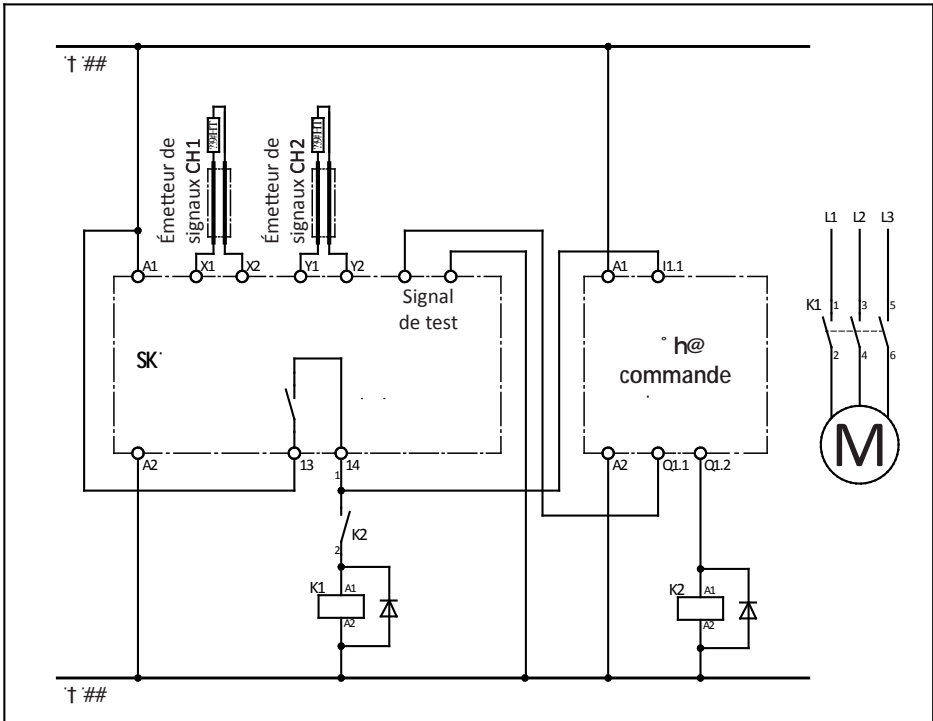 Émetteur de
signaux CH1
Émetteur de
signaux CH2
A1
X1
X2
Y1
Y2
A1
I1.1
Signal
de test
SK
commande
L1
L2
L3
K1
1
3
5
2
4
6
M
A2
13
14
A2
Q1.1
Q1.2
1
K2
2
K1
A1
A2
K2
A1
A2